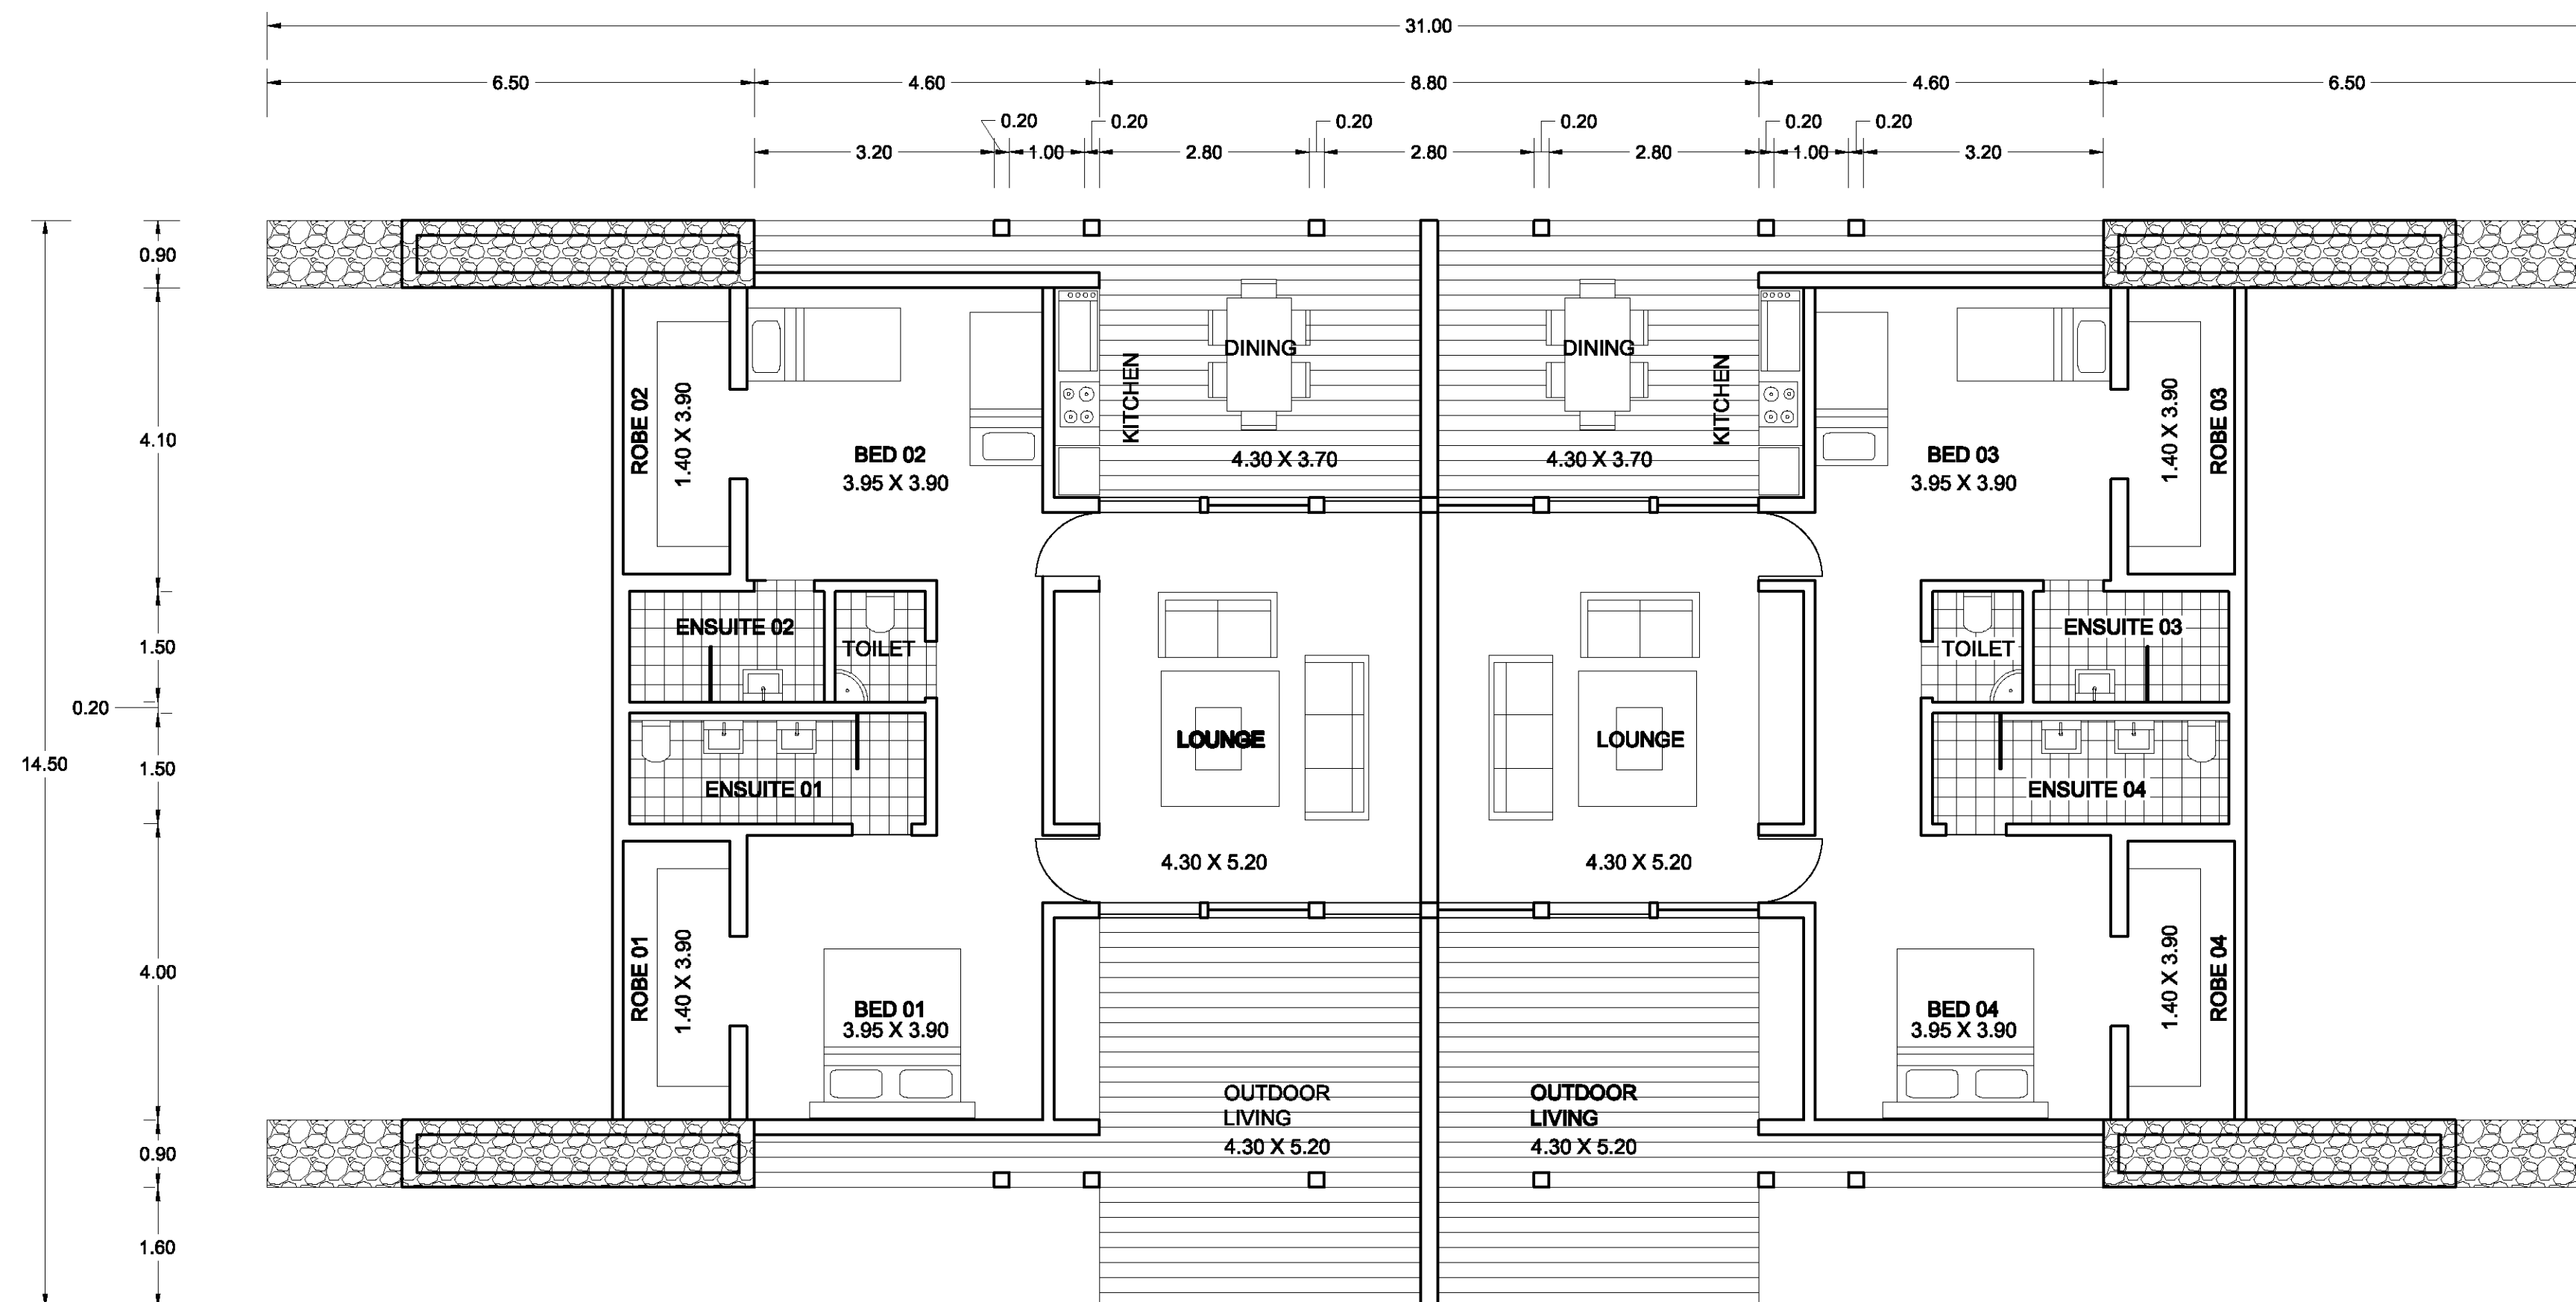 31.00
6.50 4.60 8.80 4.60 6.50
0.20 0.20 0.20 0.20 0.20 0.20
3.20 1.00 2.80 2.80 2.80 1.00 3.20
0.90
4.10
1.50
0.20
1.50
14.50
4.00
0.90
1.60
ROBE 02
1.40 X 3.90
BED 02
3.95 X 3.90
KITCHEN
DINING
4.30 X 3.70
DINING
4.30 X 3.70
KITCHEN
BED 03
3.95 X 3.90
1.40 X 3.90
ROBE 03
ENSUITE 02
TOILET
TOILET
ENSUITE 03
LOUNGE
4.30 X 5.20
LOUNGE
4.30 X 5.20
ENSUITE 01
ENSUITE 04
ROBE 01
1.40 X 3.90
BED 01
3.95 X 3.90
OUTDOOR
LIVING
4.30 X 5.20
OUTDOOR
LIVING
4.30 X 5.20
BED 04
3.95 X 3.90
1.40 X 3.90
ROBE 04